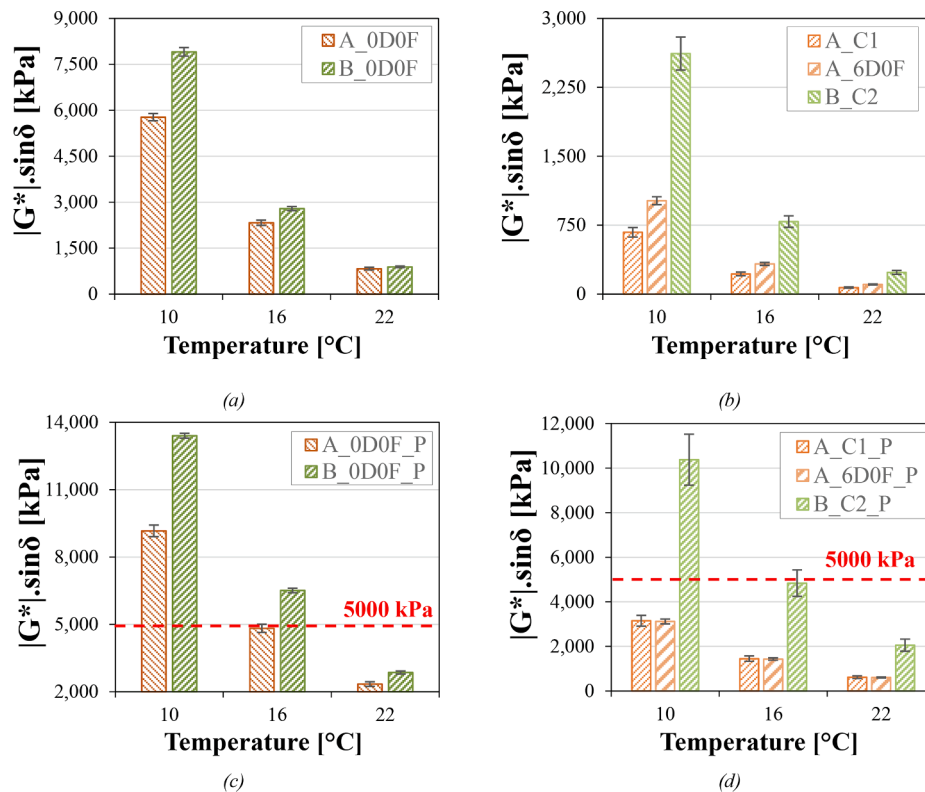 9,000
7,500
6,000
4,500
3,000
1,500
0
|G*|.sinδ [kPa]
A_0D0F
B_0D0F
10 16 22
Temperature [°C]
(a)
3,000
2,250
1,500
750
0
|G*|.sinδ [kPa]
A_C1
A_6D0F
B_C2
10 16 22
Temperature [°C]
(b)
14,000
11,000
8,000
5,000
2,000
|G*|.sinδ [kPa]
A_0D0F_P
B_0D0F_P
5000 kPa
10 16 22
Temperature [°C]
(c)
12,000
10,000
8,000
6,000
4,000
2,000
0
|G*|.sinδ [kPa]
A_C1_P
A_6D0F_P
B_C2_P
5000 kPa
10 16 22
Temperature [°C]
(d)